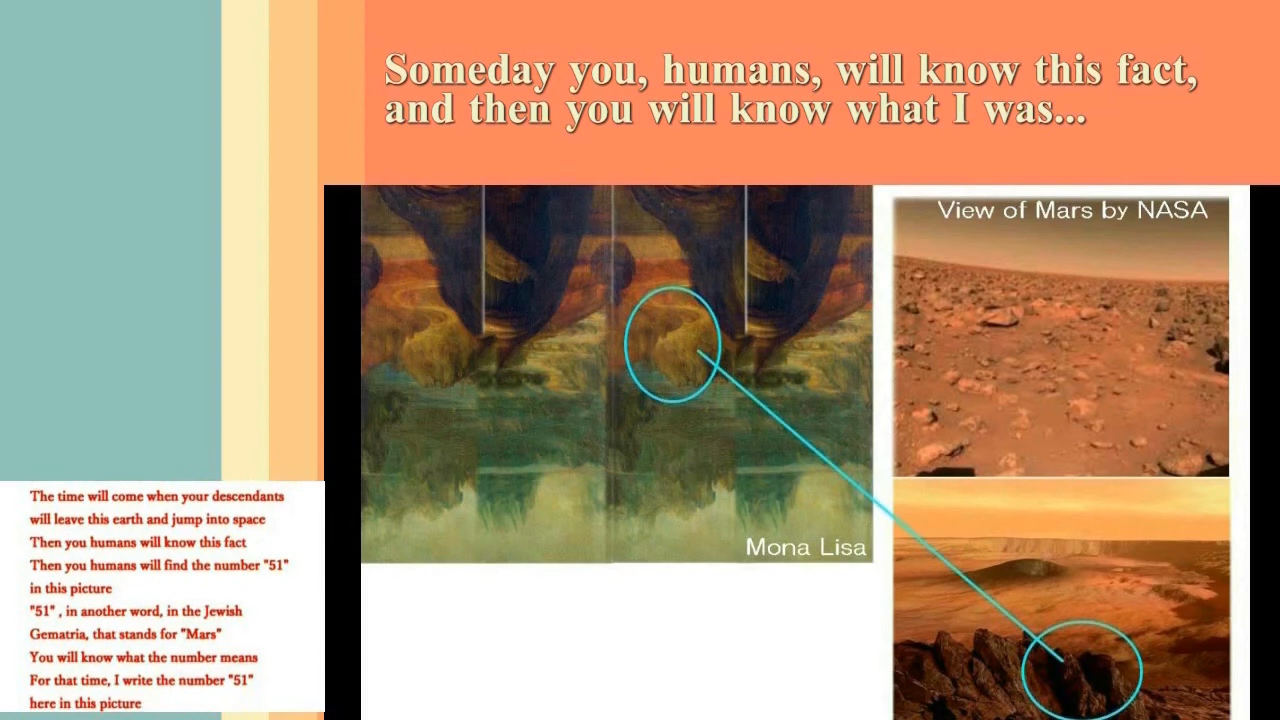 Someday you, humans, will know this fact,
and then you will know what I was...
View of Mars by NASA
Mona Lisa
The time will come when your descendants
will leave this earth and jump into space
Then you humans will know this fact
Then you humans will find the number "51"
in this picture
"51" , in another word, in the Jewish
Gematria, that stands for "Mars"
You will know what the number means
For that time, I write the number "51"
here in this picture